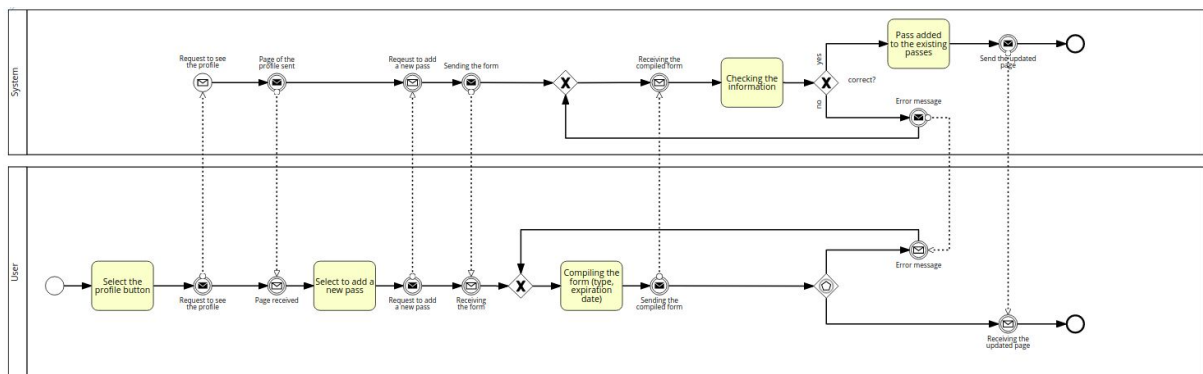 System
Request to see
the profile
Page of the
profile sent
Reqeust to add
a new pass
Sending the form
Receiving the
compiled form
Checking the
information
yes
no
correct?
Pass added
to the existing
passes
Send the updated
page
Error message
User
Select the
profile button
Request to see
the profile
Page received
Select to add a
new pass
Request to add
a new pass
Receiving
the form
Compiling the
form (type,
expiration
date)
Sending the
compiled form
Error message
Receiving the
updated page